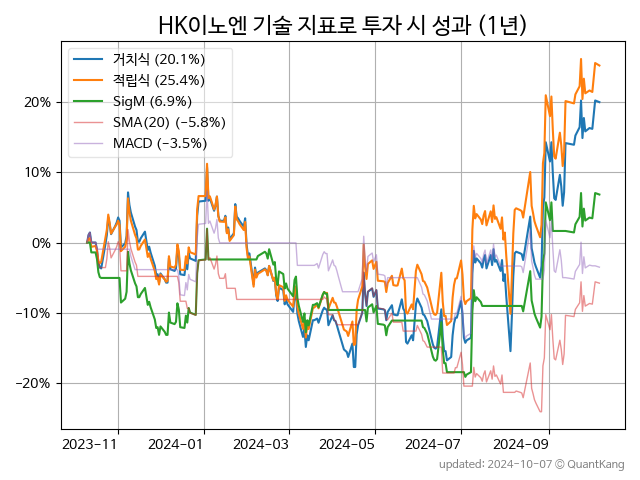 HK이노엔 기술 지표로 투자 시 성과 (1년)
거치식 (20.1%)
적립식 (25.4%)
SigM (6.9%)
SMA(20) (−5.8%)
MACD (−3.5%)
20%
10%
0%
−10%
−20%
2023-11
2024-01
2024-03
2024-05
2024-07
2024-09
updated: 2024-10-07 © QuantKang